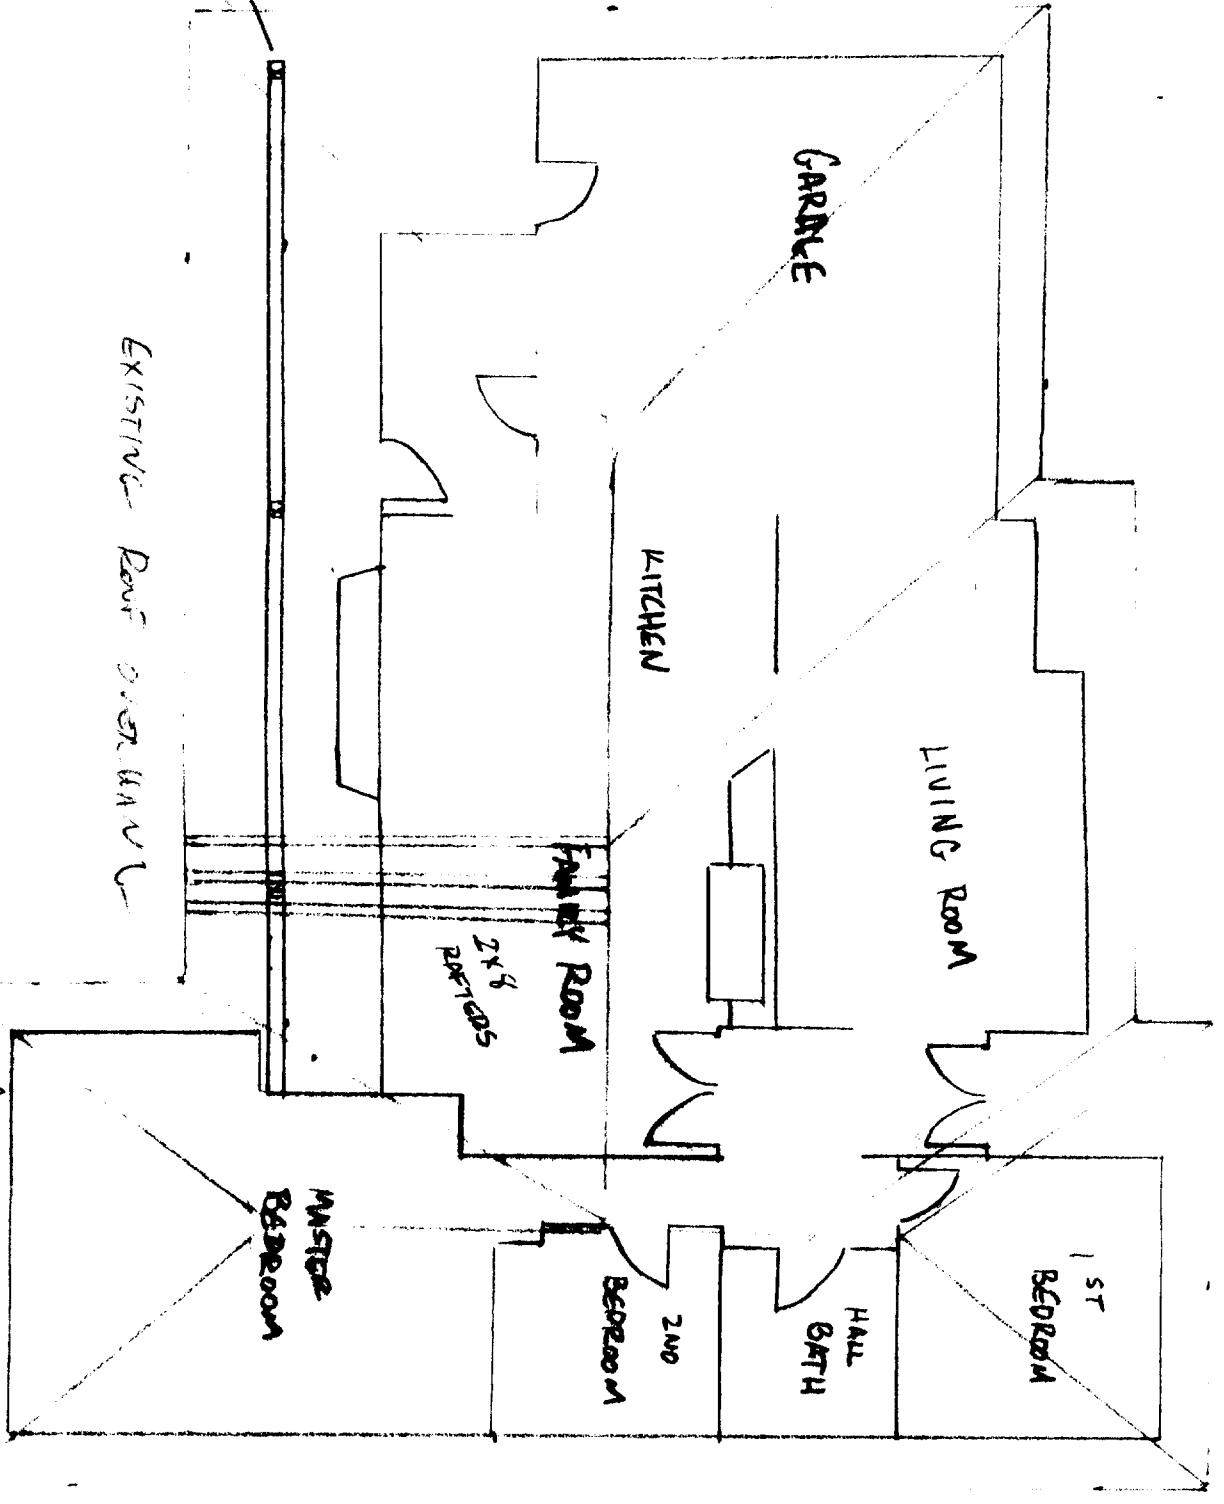 GARAGE
KITCHEN
LIVING ROOM
FAMILY ROOM
2x8
RAFTERS
EXISTING ROOF OVERHANG
MASTER
BEDROOM
2ND
BEDROOM
HALL
BATH
1ST
BEDROOM